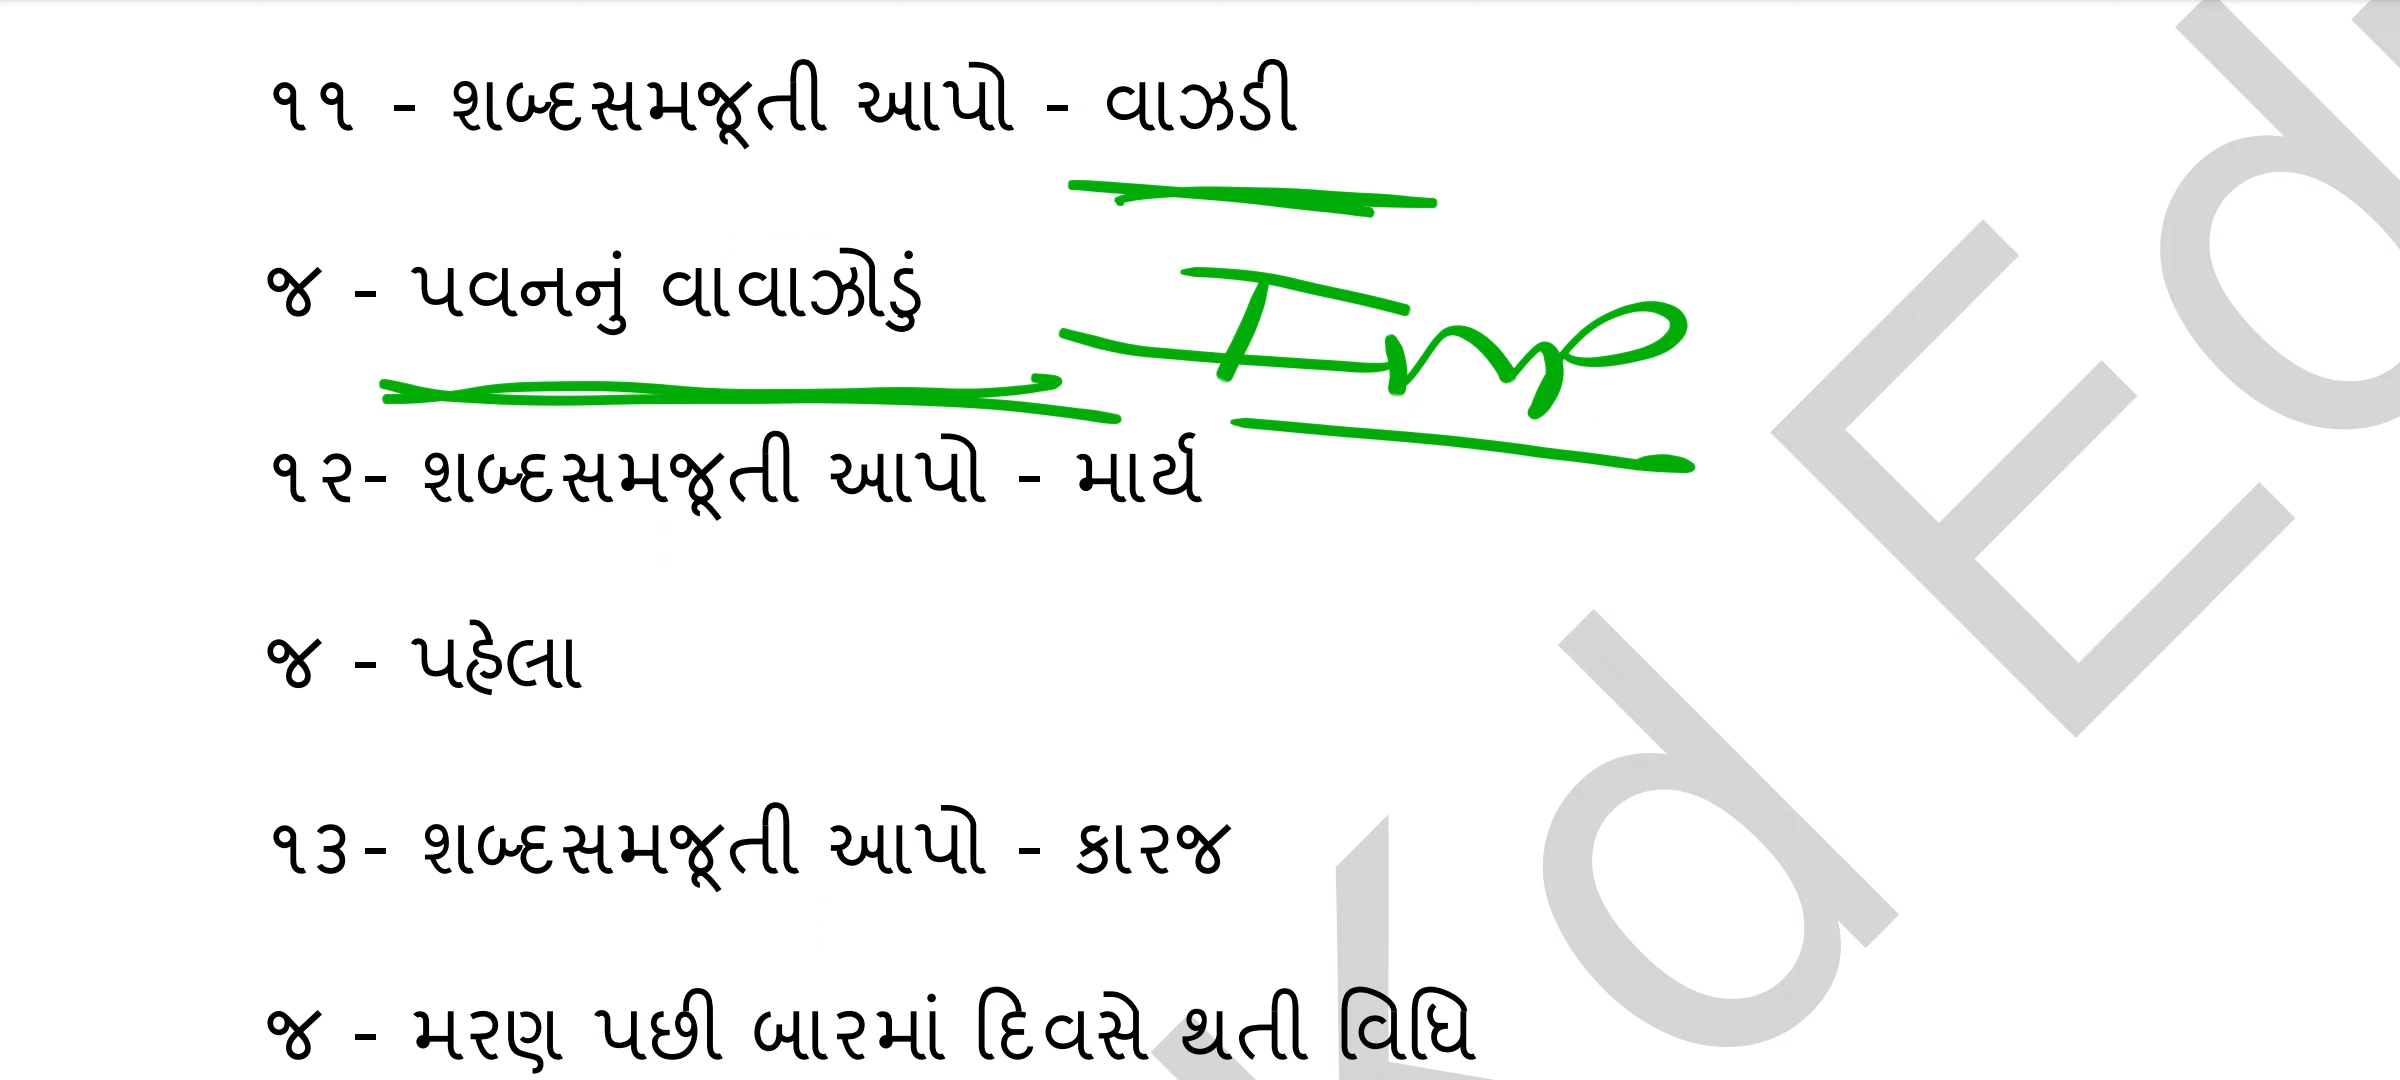 ૧૧ - શબ્દસમજૂતી આપો - વાઝડી
જ - પવનનું વાવાઝોડું
Imp
૧૨- શબ્દસમજૂતી આપો - માર્ય
જ - પહેલા
૧૩- શબ્દસમજૂતી આપો - કારજ
જ - મરણ પછી બારમાં દિવસે થતી વિધિ